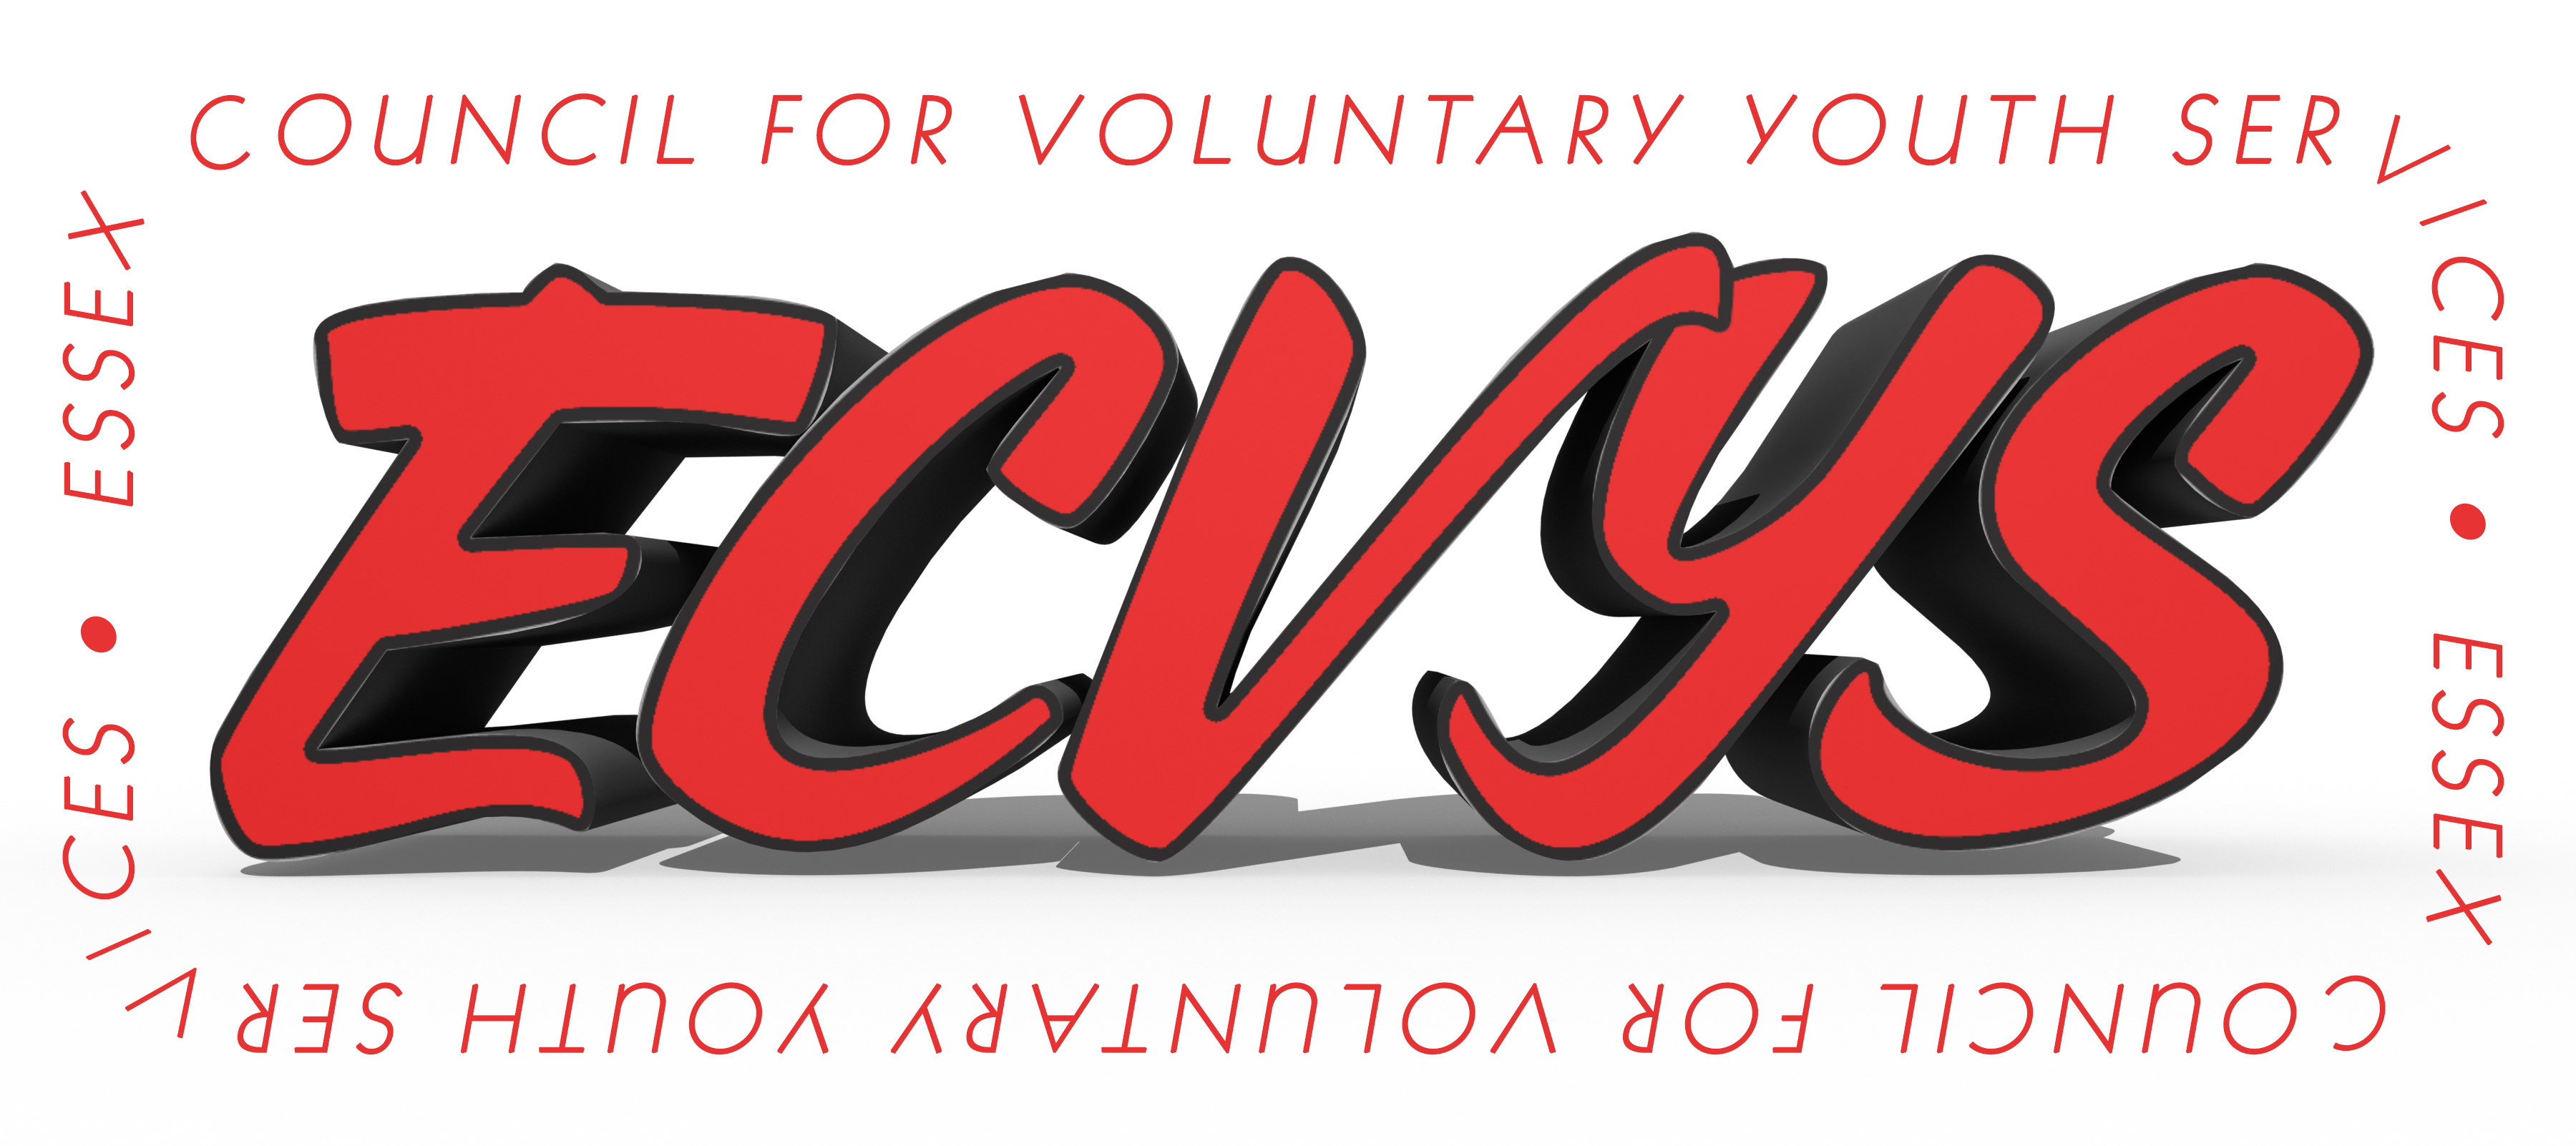 COUNCIL FOR VOLUNTARY YOUTH SERVICES • ESSEX
ECVYS
COUNCIL FOR VOLUNTARY YOUTH SERVICES • ESSEX